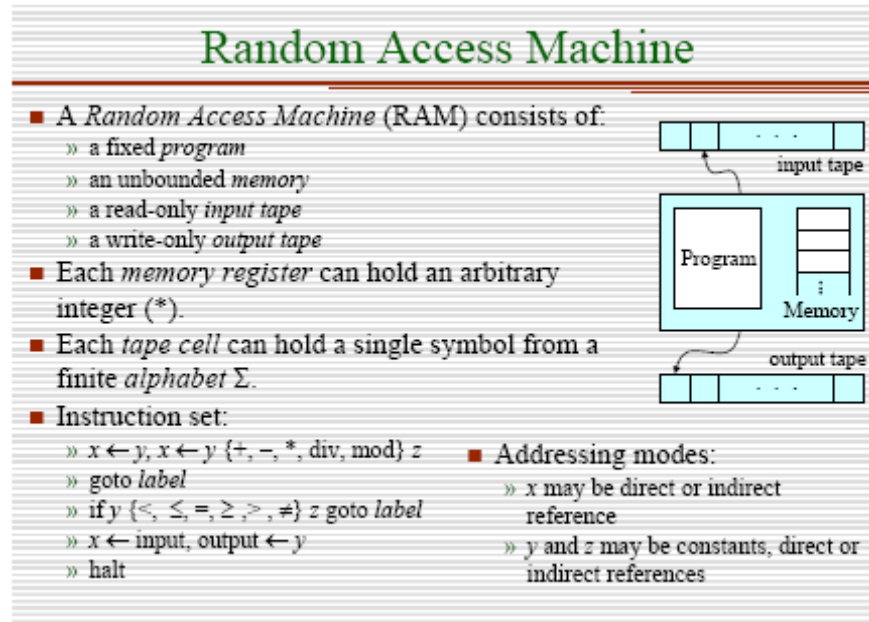 Random Access Machine
■ A Random Access Machine (RAM) consists of:
» a fixed program
» an unbounded memory
» a read-only input tape
» a write-only output tape
■ Each memory register can hold an arbitrary
integer (*).
■ Each tape cell can hold a single symbol from a
finite alphabet Σ.
■ Instruction set:
» x ← y, x ← y {+, −, *, div, mod} z
» goto label
» if y {<, ≤, =, ≥ ,> , ≠} z goto label
» x ← input, output ← y
» halt
. . .
input tape
Program
⋮
Memory
output tape
. . .
■ Addressing modes:
» x may be direct or indirect
reference
» y and z may be constants, direct or
indirect references